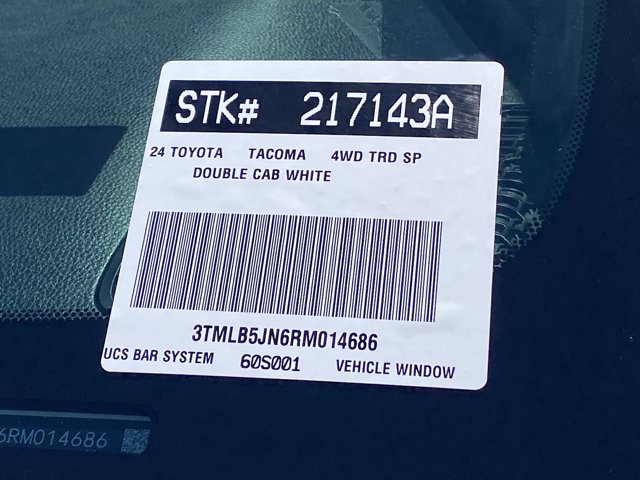 STK# 217143A
24 TOYOTA TACOMA 4WD TRD SP
DOUBLE CAB WHITE
3TMLB5JN6RM014686
UCS BAR SYSTEM 60S001 VEHICLE WINDOW
6RM014686